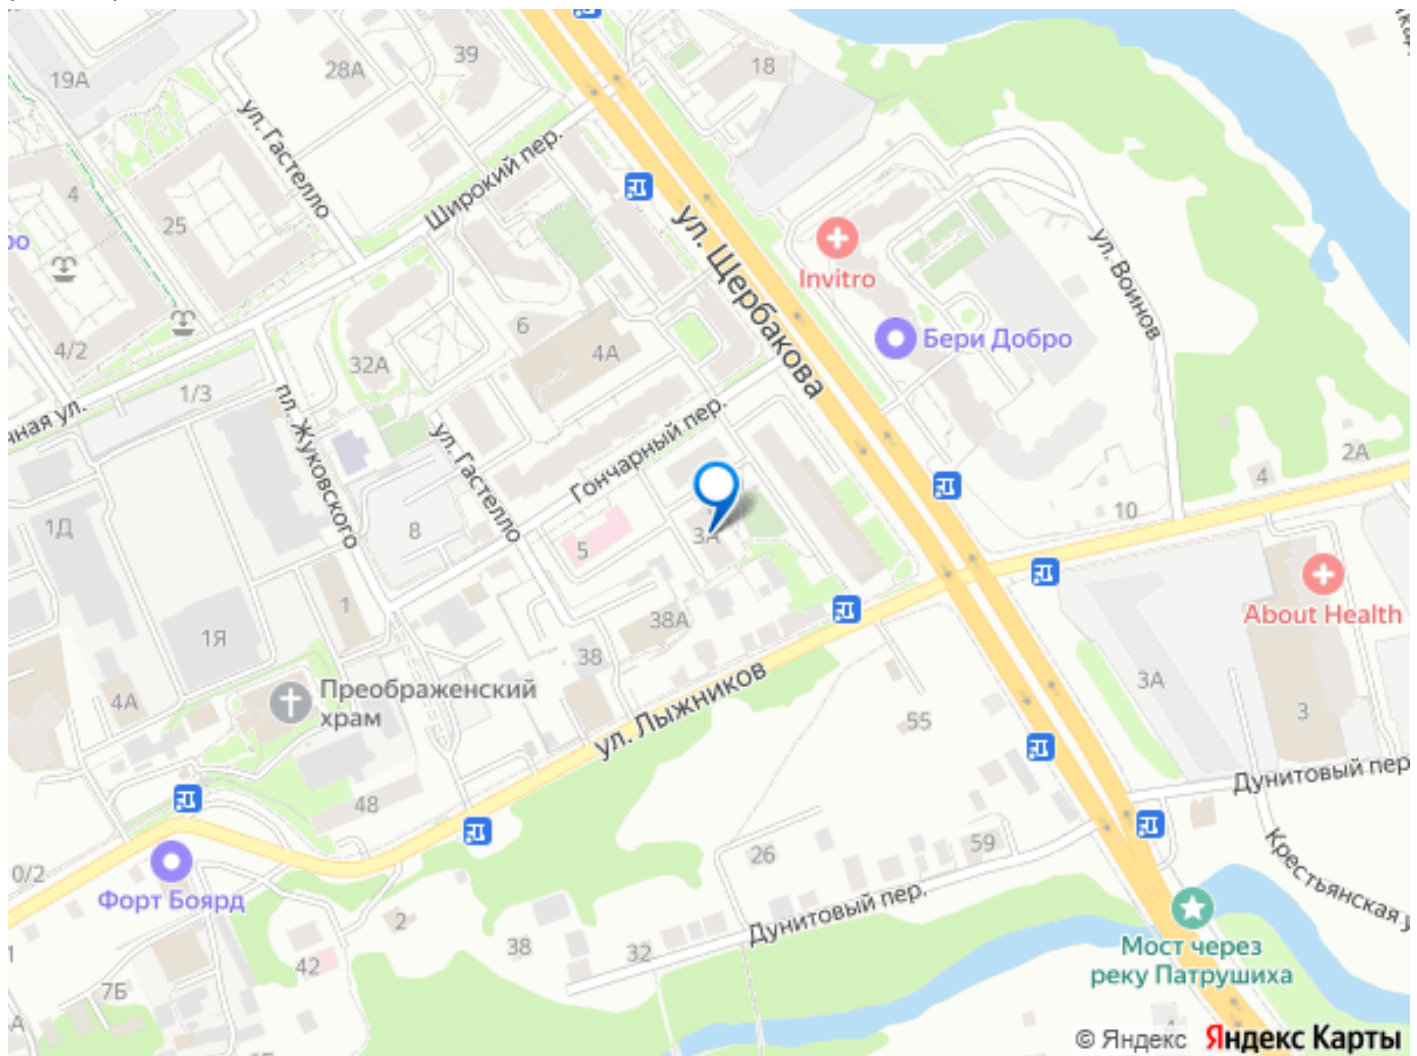 39
28А
19А
18
ул. Гастелло
Широкий пер.
4
25
ул. Щербакова
Invitro
ул. Воинов
6
4А
Бери Добро
4/2
32А
1/3
пл. Жуковского
Гончарный пер.
ул. Гастелло
2А
4
10
1Д
8
5
3А
About Health
1
38А
1Я
38
Преображенский
храм
4А
ул. Лыжников
55
3А
3
Дунитовый пер
48
59
26
0/2
Форт Боярд
Крестьянская у
2
Дунитовый пер.
38
32
42
Мост через
реку Патрушиха
7Б
© Яндекс Яндекс Карты